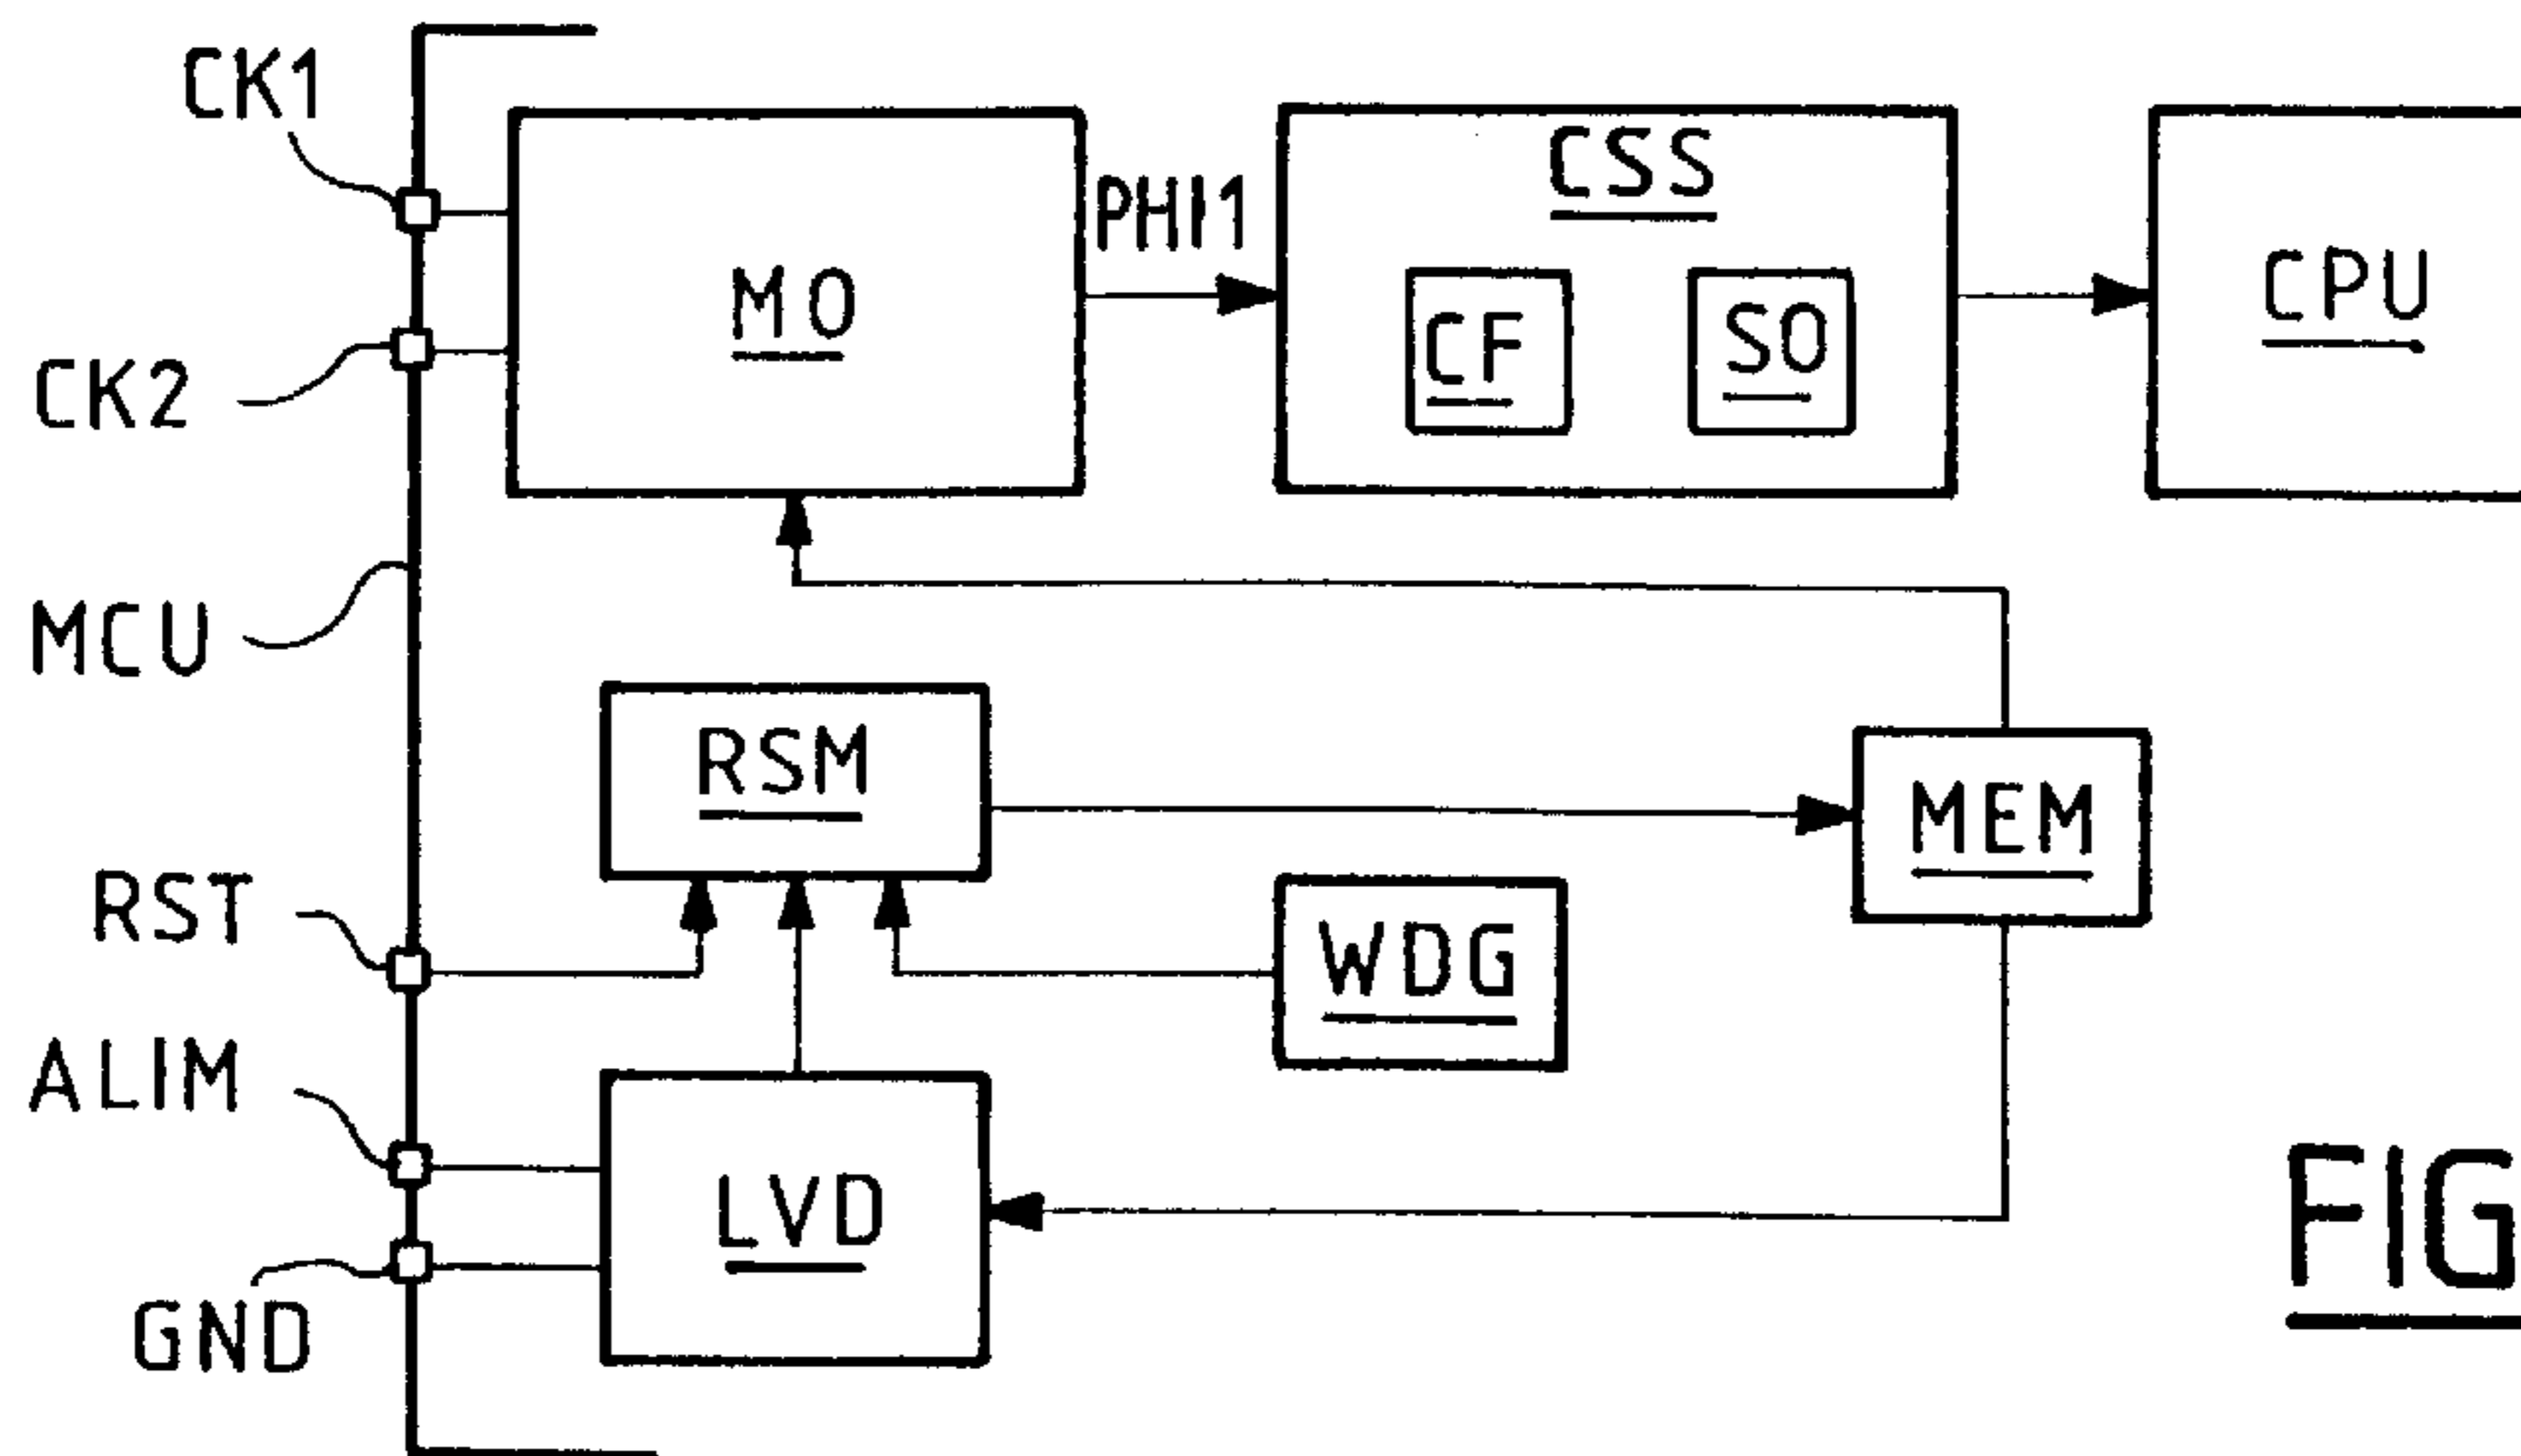 CK1
CSS
PHI1
MO
CF
SO
CPU
CK2
MCU
RSM
MEM
RST
WDG
ALIM
LVD
GND
FIG